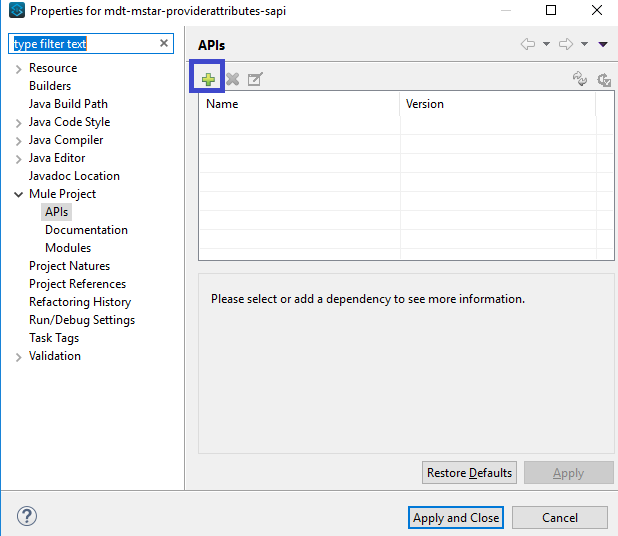 Properties for mdt-mstar-providerattributes-sapi
type filter text
Resource
Builders
Java Build Path
Java Code Style
Java Compiler
Java Editor
Javadoc Location
Mule Project
APIs
Documentation
Modules
Project Natures
Project References
Refactoring History
Run/Debug Settings
Task Tags
Validation
APIs
Name Version
Please select or add a dependency to see more information.
Restore Defaults Apply
Apply and Close Cancel